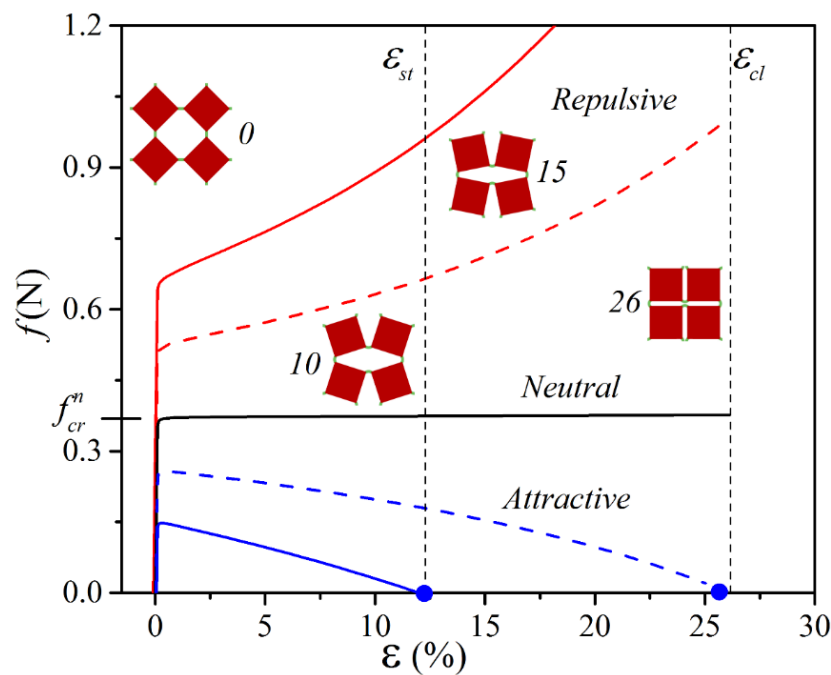 1.2
ε_st
ε_cl
Repulsive
0
0.9
15
f(N)
0.6
26
10
Neutral
f^n_cr
0.3
Attractive
0.0
0 5 10 15 20 25 30
ε (%)